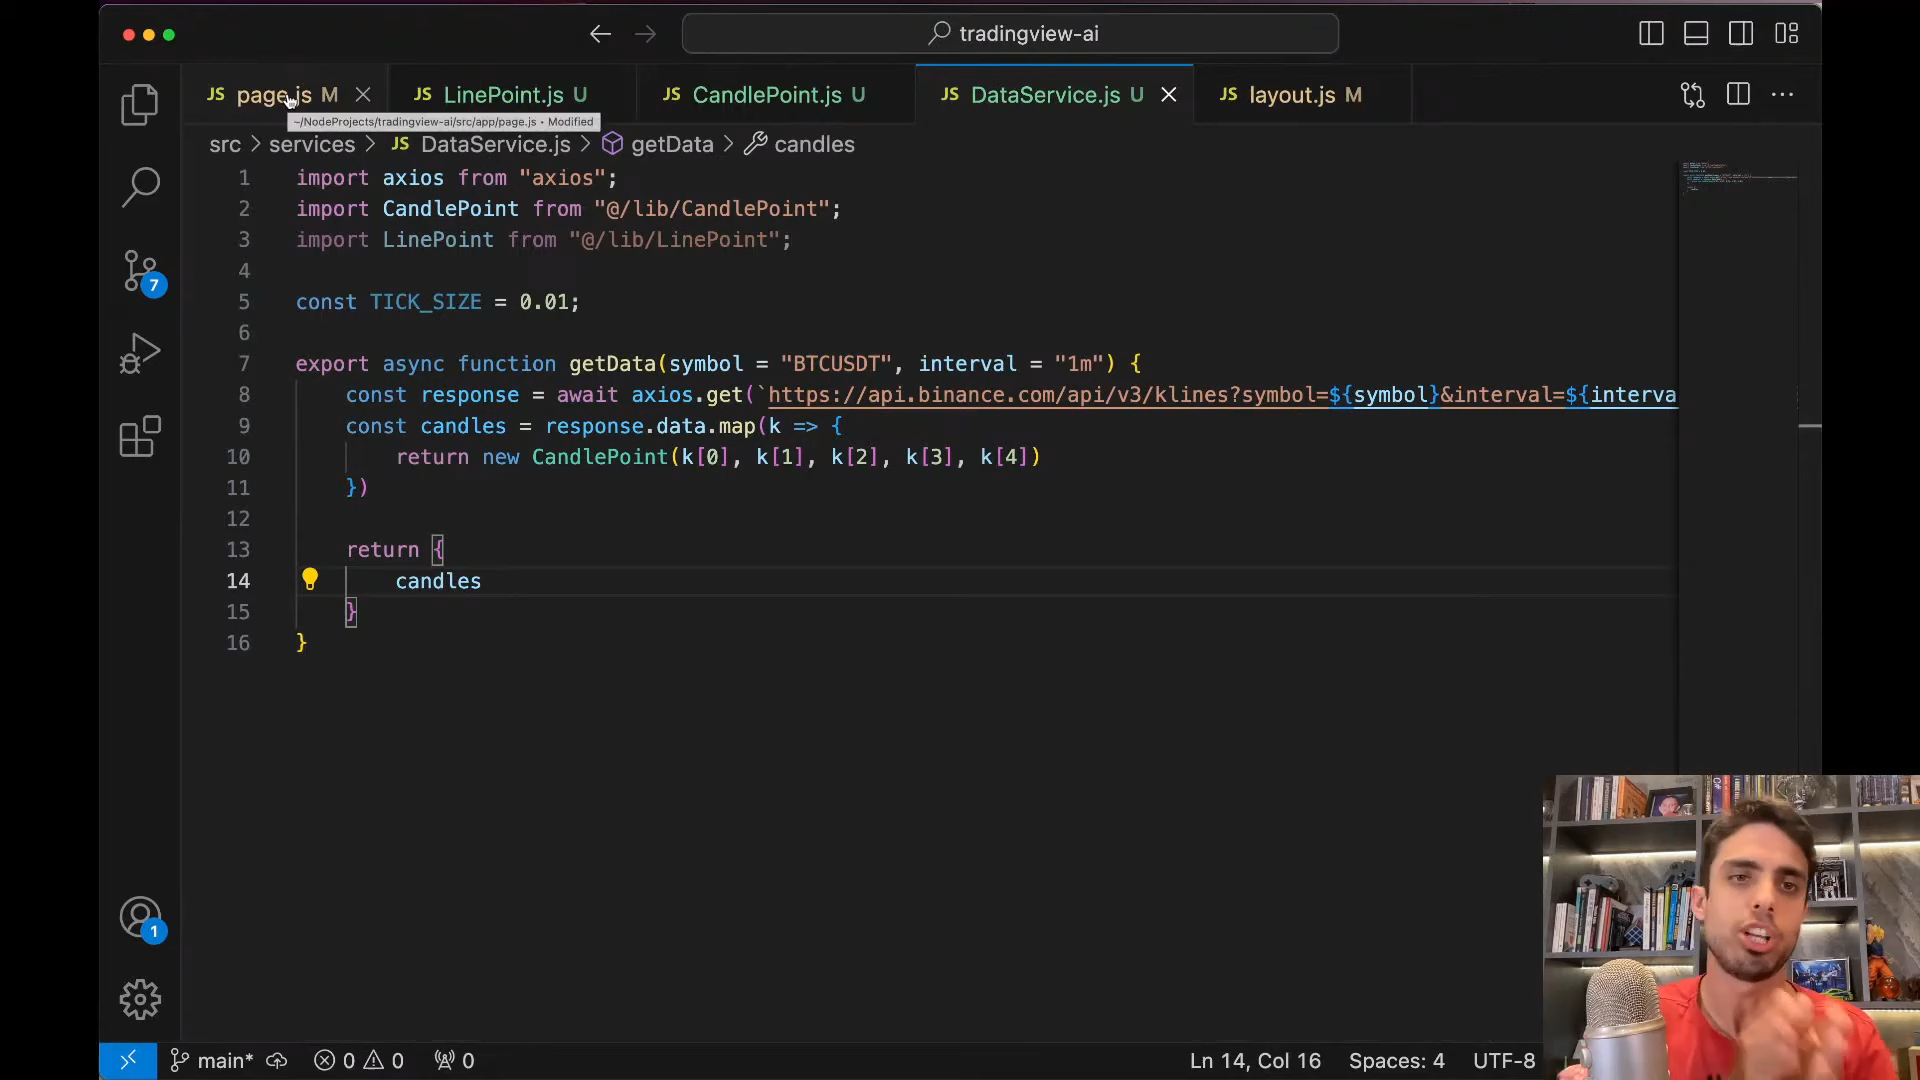 tradingview-ai
JS page.js M
JS LinePoint.js U
JS CandlePoint.js U
JS DataService.js U
JS layout.js M
~/NodeProjects/tradingview-ai/src/app/page.js • Modified
src > services > JS DataService.js > getData > candles
1 import axios from "axios";
2 import CandlePoint from "@/lib/CandlePoint";
3 import LinePoint from "@/lib/LinePoint";
4
5 const TICK_SIZE = 0.01;
6
7 export async function getData(symbol = "BTCUSDT", interval = "1m") {
8 const response = await axios.get(`https://api.binance.com/api/v3/klines?symbol=${symbol}&interval=${interva
9 const candles = response.data.map(k => {
10 return new CandlePoint(k[0], k[1], k[2], k[3], k[4])
11 })
12
13 return {
14 candles
15 }
16 }
7
1
main* 0 0 0 Ln 14, Col 16 Spaces: 4 UTF-8